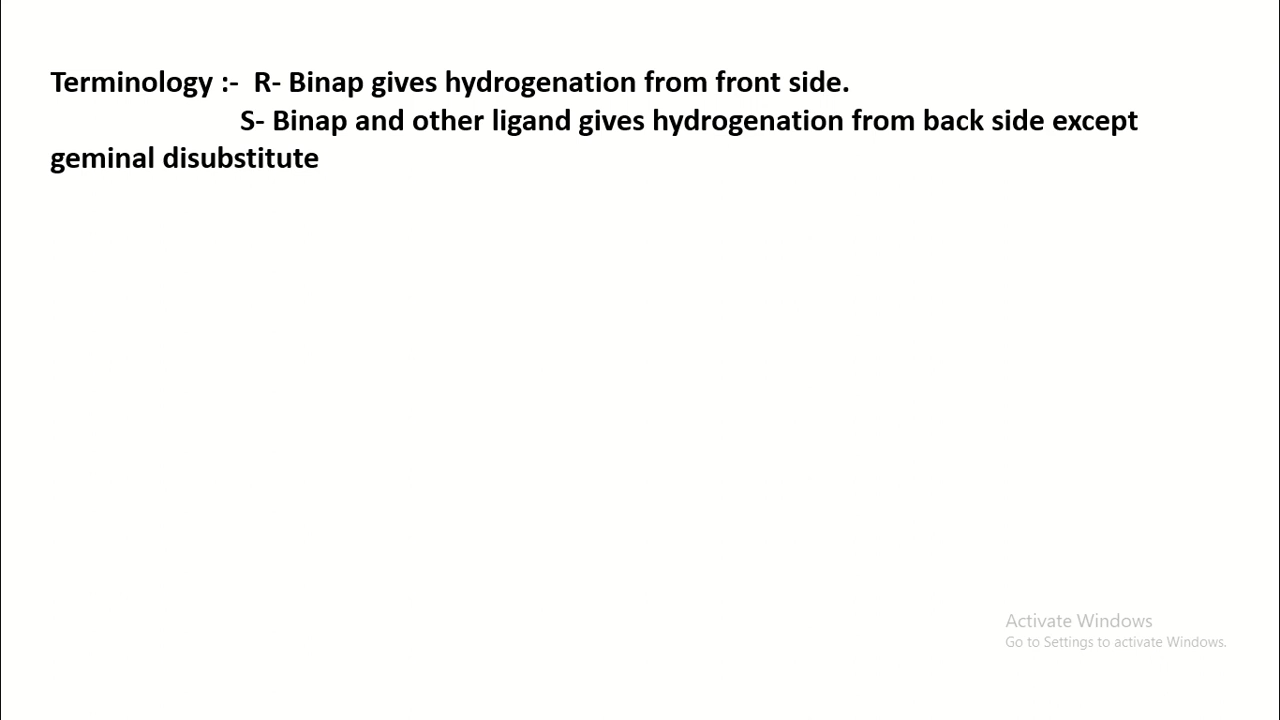 Terminology :- R- Binap gives hydrogenation from front side.
S- Binap and other ligand gives hydrogenation from back side except
geminal disubstitute
Activate Windows
Go to Settings to activate Windows.